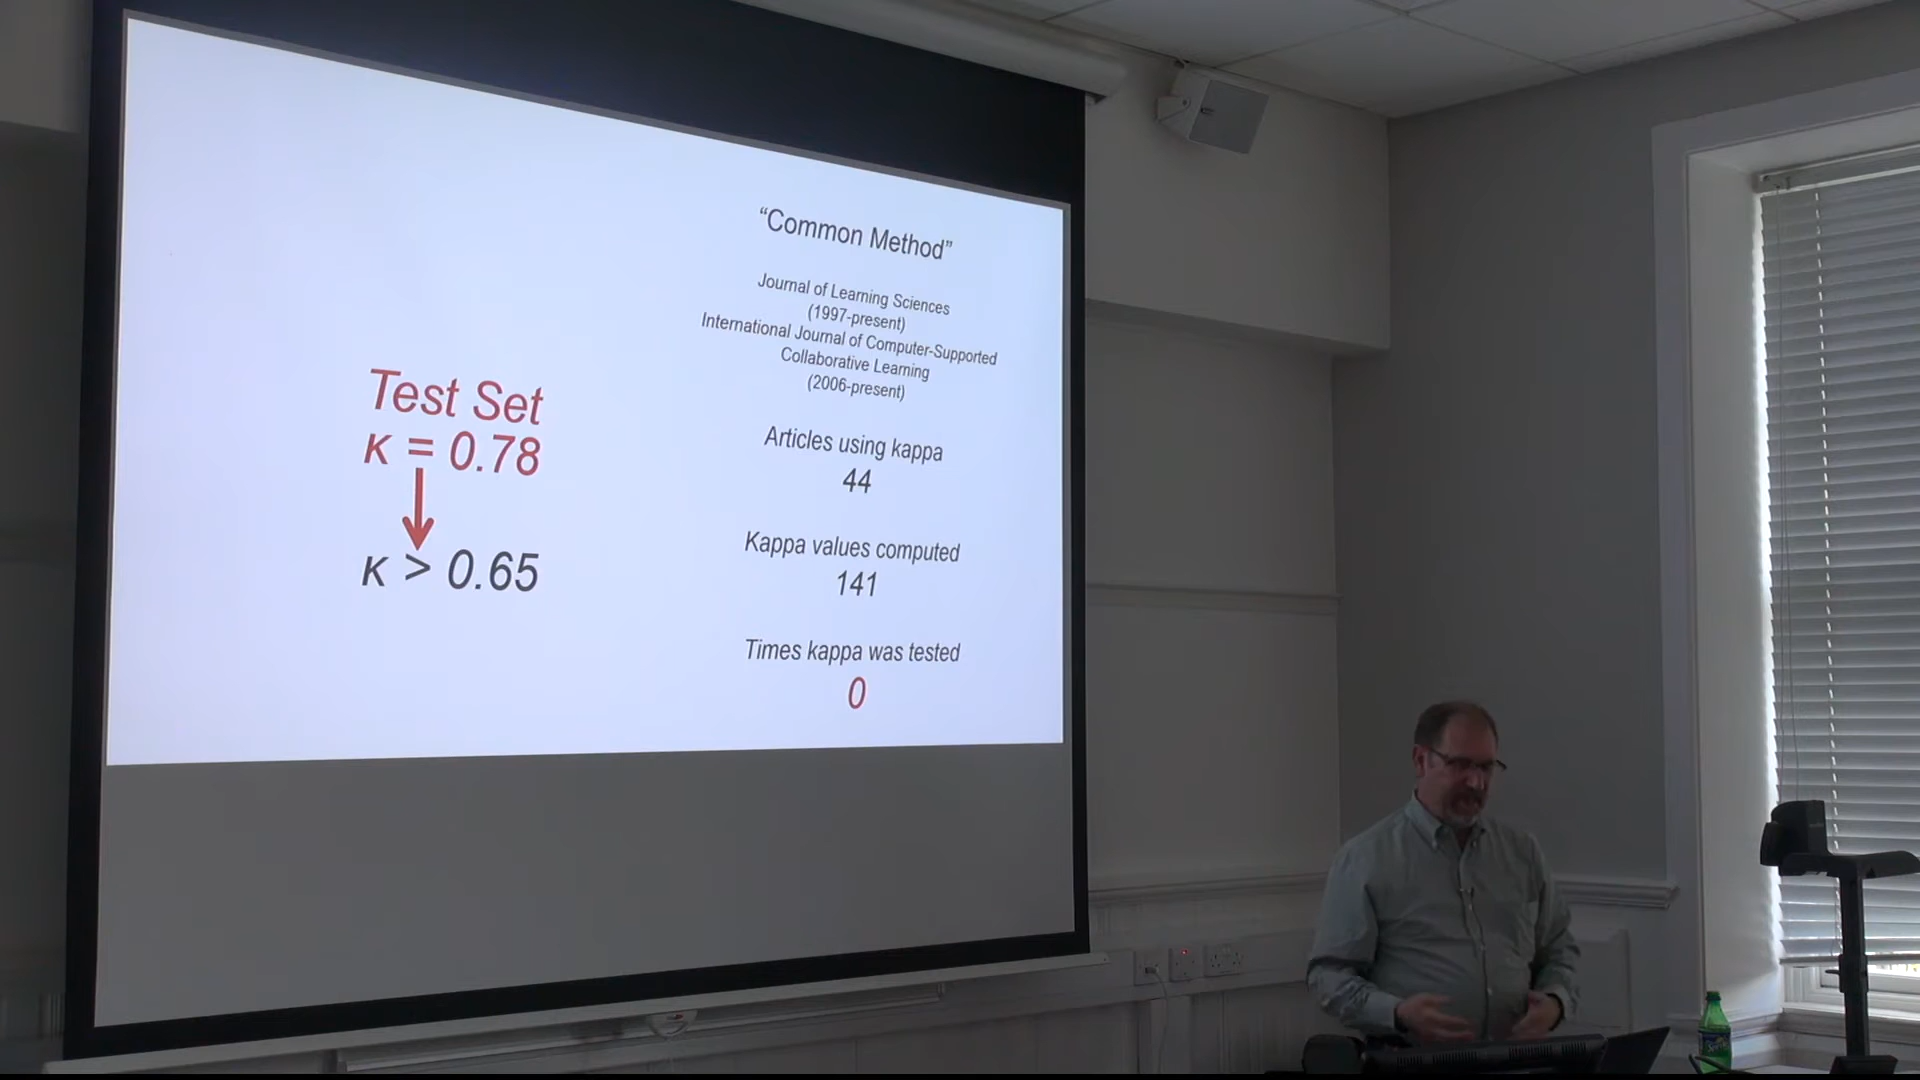 Test Set
κ = 0.78
κ > 0.65
“Common Method”
Journal of Learning Sciences
(1997-present)
International Journal of Computer-Supported
Collaborative Learning
(2006-present)
Articles using kappa
44
Kappa values computed
141
Times kappa was tested
0
Sprite